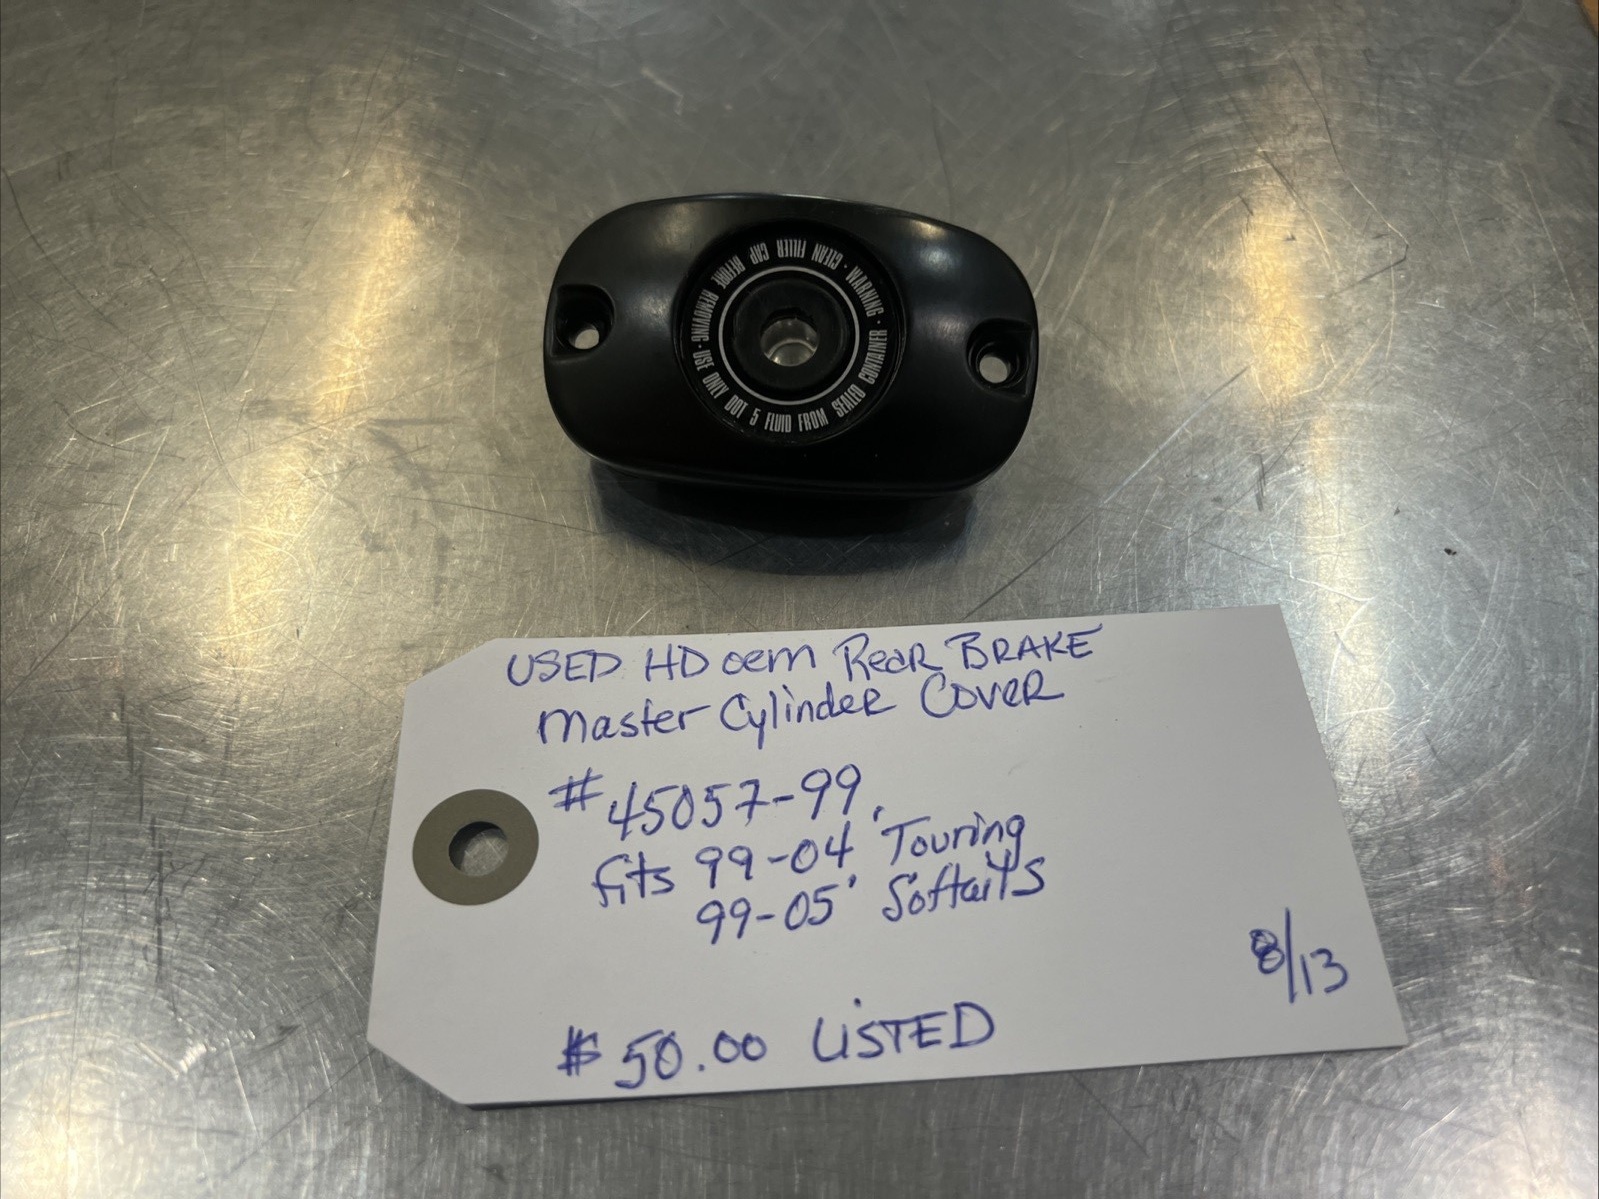 WARNING · CLEAN FILLER CAP BEFORE REMOVING · USE ONLY DOT 5 FLUID FROM SEALED CONTAINER ·
USED HD OEM Rear BRAKE
Master Cylinder Cover
# 45057-99
fits 99-04' Touring
99-05' Softails
8/13
$ 50.00 LISTED